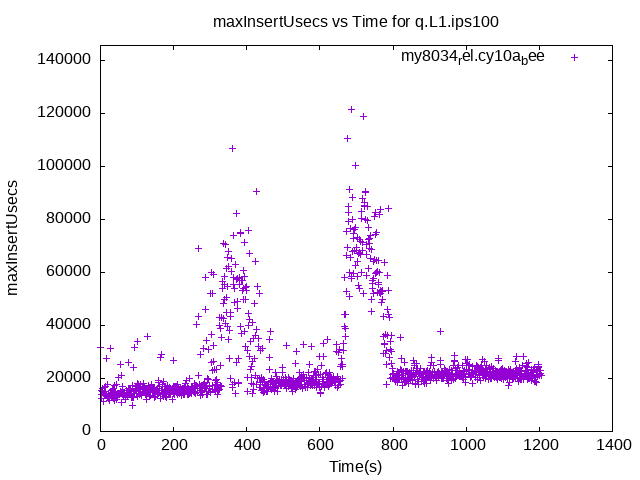 maxInsertUsecs vs Time for q.L1.ips100
my8034_rel.cy10a_bee
140000
120000
100000
80000
60000
40000
20000
0
maxInsertUsecs
0 200 400 600 800 1000 1200 1400
Time(s)